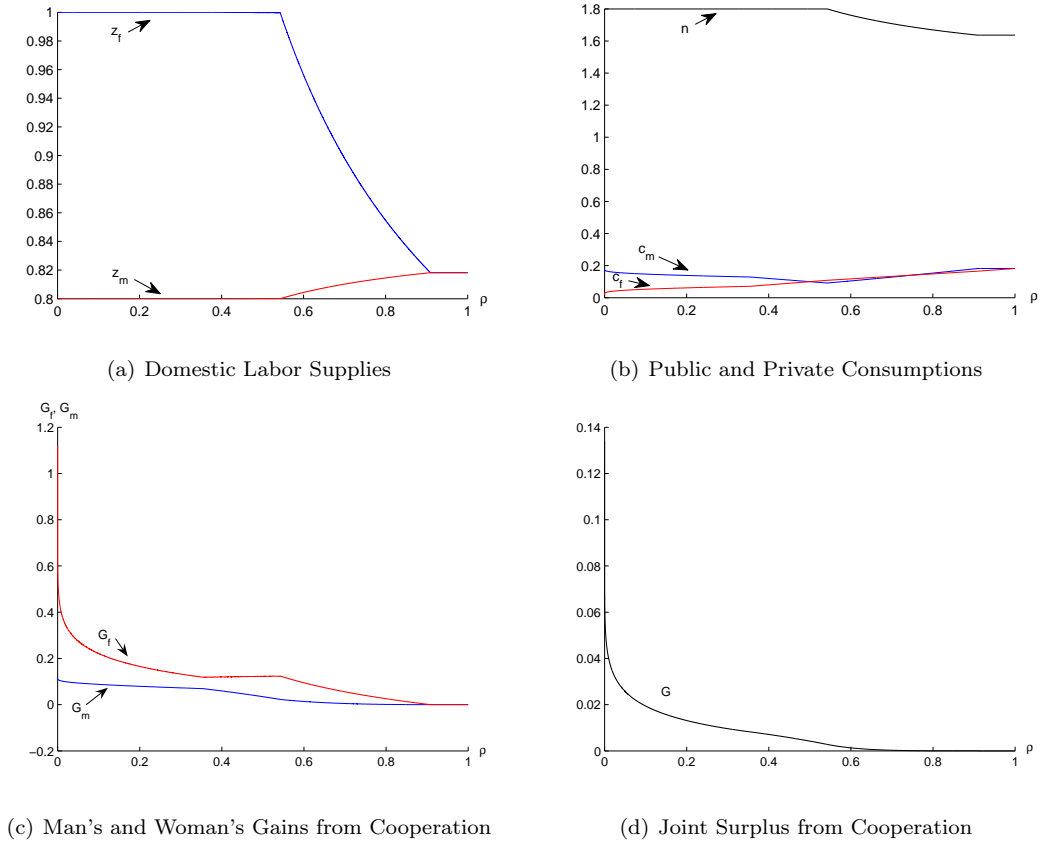 1
z_f
0.98
0.96
0.94
0.92
0.9
0.88
0.86
0.84
z_m
0.82
0.8
0 0.2 0.4 0.6 0.8 1 ρ
(a) Domestic Labor Supplies
1.8
n
1.6
1.4
1.2
1
0.8
0.6
0.4
c_m
0.2
c_f
0
0 0.2 0.4 0.6 0.8 1 ρ
(b) Public and Private Consumptions
G_f, G_m
1.2
1
0.8
0.6
0.4
G_f
0.2
G_m
0
−0.2
0 0.2 0.4 0.6 0.8 1 ρ
(c) Man's and Woman's Gains from Cooperation
0.14
0.12
0.1
0.08
0.06
0.04
G
0.02
0
0 0.2 0.4 0.6 0.8 1 ρ
(d) Joint Surplus from Cooperation